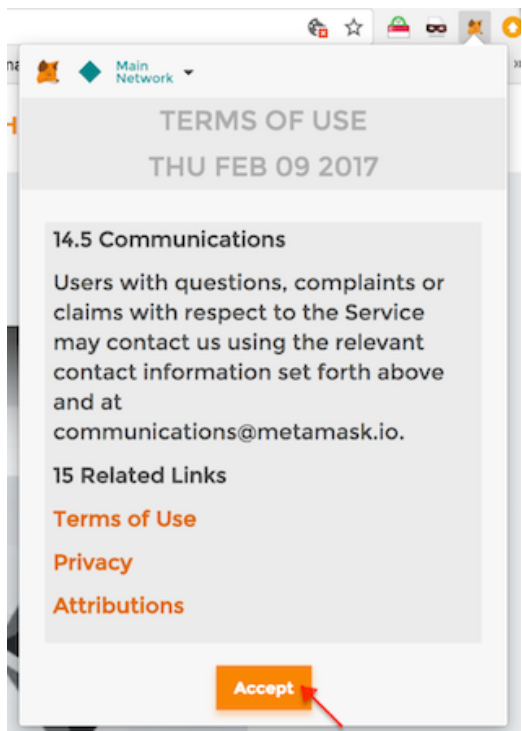 Main
Network
TERMS OF USE
THU FEB 09 2017
14.5 Communications
Users with questions, complaints or
claims with respect to the Service
may contact us using the relevant
contact information set forth above
and at
communications@metamask.io.
15 Related Links
Terms of Use
Privacy
Attributions
Accept